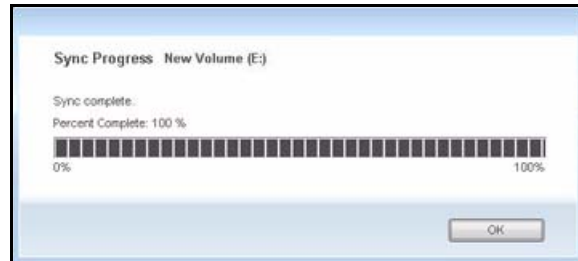 Sync Progress New Volume (E:)
Sync complete.
Percent Complete: 100 %
0% 100%
OK